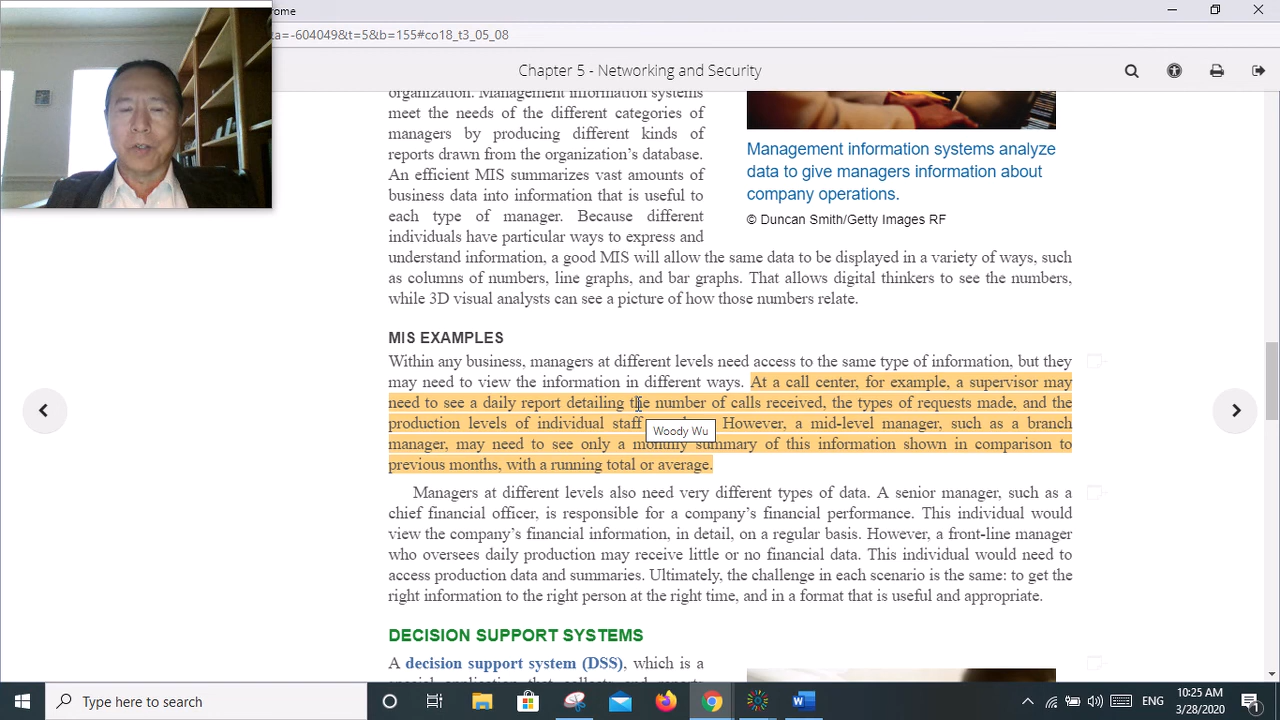 ome
a=-604049&t=5&b=155#co18_t3_05_08
Chapter 5 - Networking and Security
organization. Management information systems
meet the needs of the different categories of
managers by producing different kinds of
reports drawn from the organization's database.
An efficient MIS summarizes vast amounts of
business data into information that is useful to
each type of manager. Because different
individuals have particular ways to express and
understand information, a good MIS will allow the same data to be displayed in a variety of ways, such
as columns of numbers, line graphs, and bar graphs. That allows digital thinkers to see the numbers,
while 3D visual analysts can see a picture of how those numbers relate.
Management information systems analyze
data to give managers information about
company operations.
© Duncan Smith/Getty Images RF
MIS EXAMPLES
Within any business, managers at different levels need access to the same type of information, but they
may need to view the information in different ways. At a call center, for example, a supervisor may
need to see a daily report detailing the number of calls received, the types of requests made, and the
production levels of individual staff However, a mid-level manager, such as a branch
Woody Wu
manager, may need to see only a monthly summary of this information shown in comparison to
previous months, with a running total or average.
Managers at different levels also need very different types of data. A senior manager, such as a
chief financial officer, is responsible for a company's financial performance. This individual would
view the company's financial information, in detail, on a regular basis. However, a front-line manager
who oversees daily production may receive little or no financial data. This individual would need to
access production data and summaries. Ultimately, the challenge in each scenario is the same: to get the
right information to the right person at the right time, and in a format that is useful and appropriate.
DECISION SUPPORT SYSTEMS
A decision support system (DSS), which is a
Type here to search
ENG
10:25 AM
3/28/2020